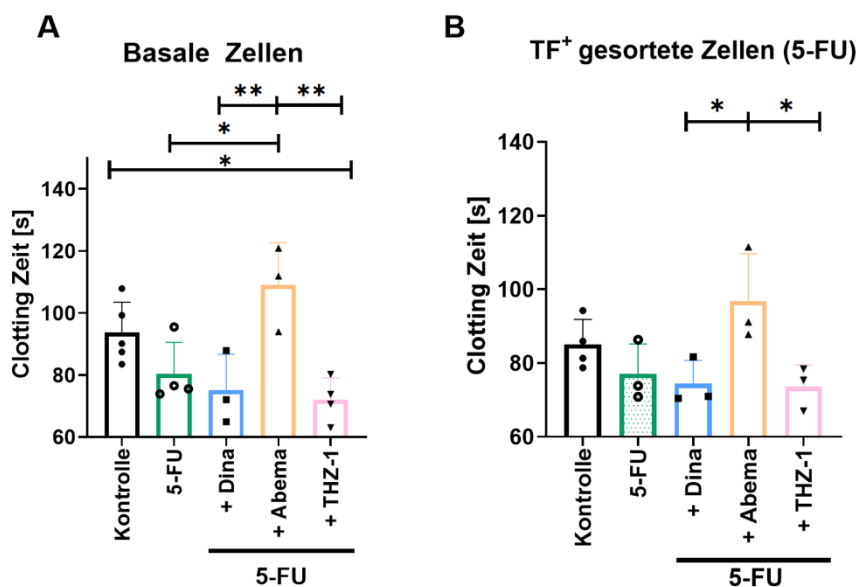 A
Basale Zellen
** **
*
*
Clotting Zeit [s]
140
120
100
80
60
Kontrolle
5-FU
+ Dina
+ Abema
+ THZ-1
5-FU
B
TF⁺ gesortete Zellen (5-FU)
* *
Clotting Zeit [s]
140
120
100
80
60
Kontrolle
5-FU
+ Dina
+ Abema
+ THZ-1
5-FU